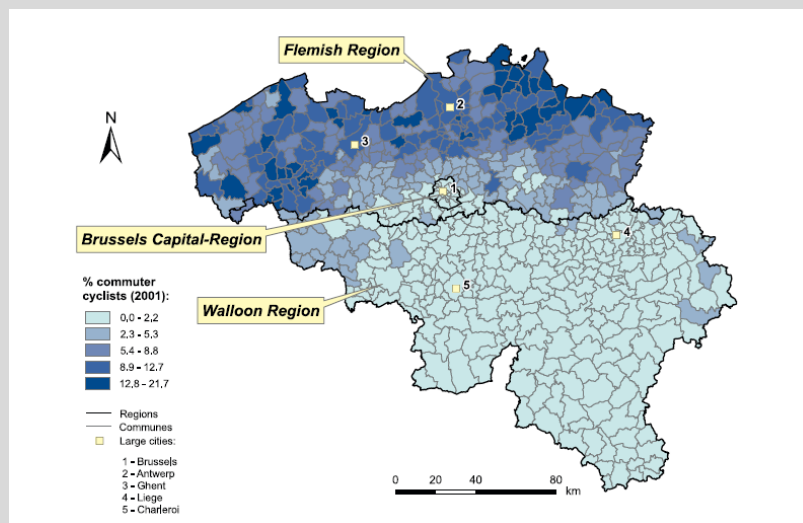 Flemish Region
N
2
3
1
Brussels Capital-Region
4
% commuter
cyclists (2001):
5
Walloon Region
0,0 - 2,2
2,3 - 5,3
5,4 - 8,8
8,9 - 12,7
12,8 - 21,7
Regions
Communes
Large cities:
1 - Brussels
2 - Antwerp
3 - Ghent
4 - Liege
5 - Charleroi
0 20 40 80
km